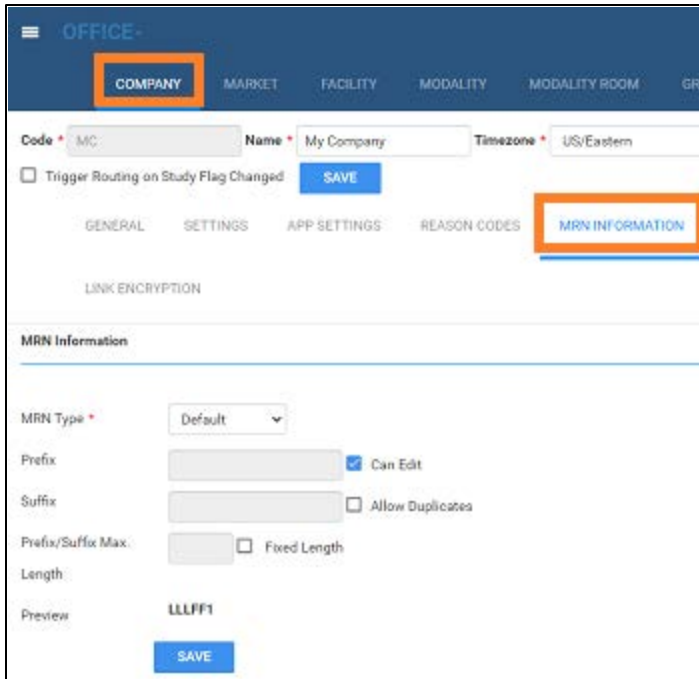 OFFICE-
COMPANY MARKET FACILITY MODALITY MODALITY ROOM GR
Code * MC Name * My Company Timezone * US/Eastern
Trigger Routing on Study Flag Changed SAVE
GENERAL SETTINGS APP SETTINGS REASON CODES MRN INFORMATION
LINK ENCRYPTION
MRN Information
MRN Type * Default
Prefix Can Edit
Suffix Allow Duplicates
Prefix/Suffix Max. Fixed Length
Length
Preview LLLFF1
SAVE